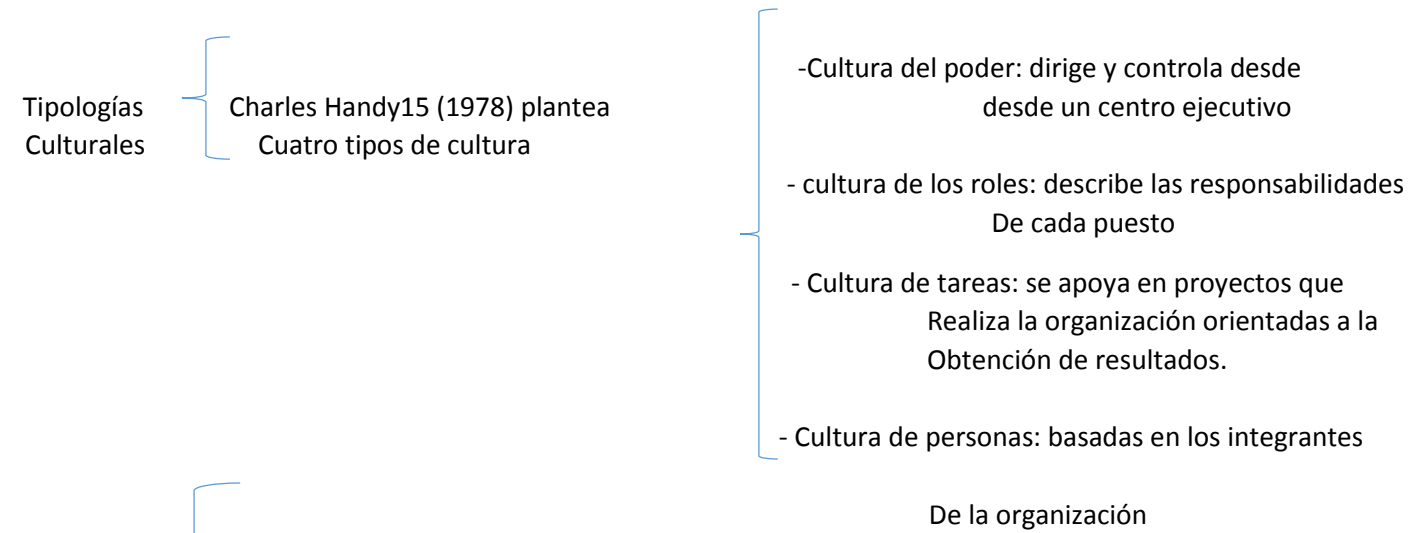 Tipologías
Culturales
Charles Handy15 (1978) plantea
Cuatro tipos de cultura
-Cultura del poder: dirige y controla desde
desde un centro ejecutivo
- cultura de los roles: describe las responsabilidades
De cada puesto
- Cultura de tareas: se apoya en proyectos que
Realiza la organización orientadas a la
Obtención de resultados.
- Cultura de personas: basadas en los integrantes
De la organización